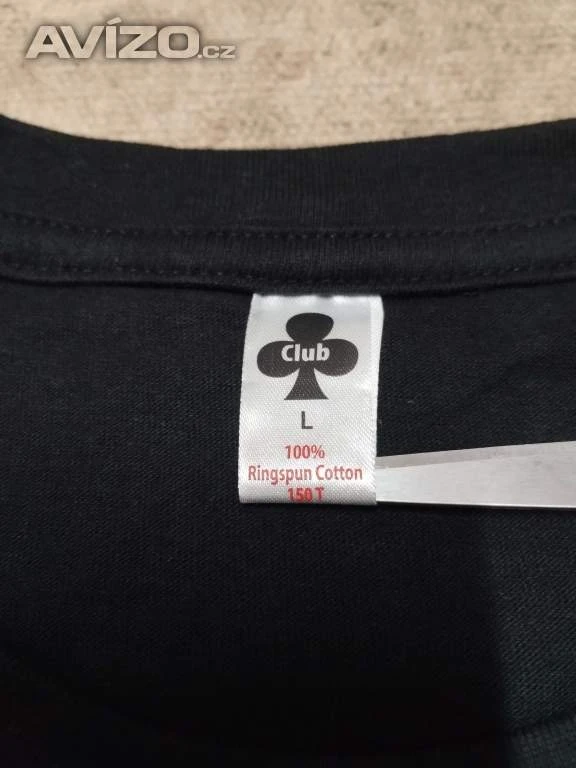 AVÍZO.cz
Club
L
100%
Ringspun Cotton
150 T